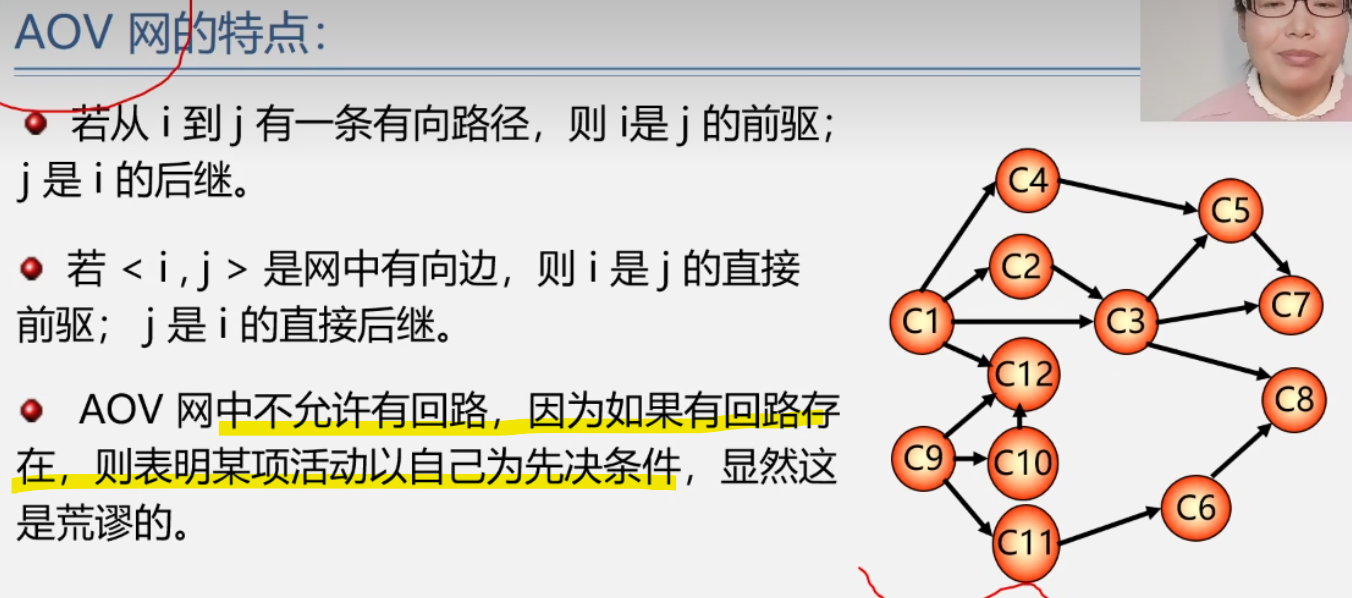 AOV 网的特点：
若从 i 到 j 有一条有向路径，则 i是 j 的前驱；
j 是 i 的后继。
若 < i , j > 是网中有向边，则 i 是 j 的直接
前驱； j 是 i 的直接后继。
AOV 网中不允许有回路，因为如果有回路存
在，则表明某项活动以自己为先决条件，显然这
是荒谬的。
C4
C5
C2
C7
C1
C3
C12
C8
C9
C10
C6
C11